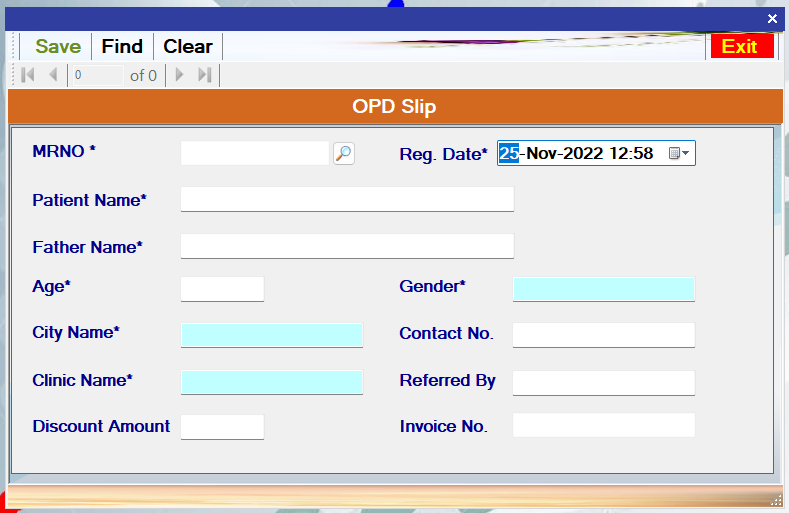 Save Find Clear Exit
0 of 0
OPD Slip
MRNO * Reg. Date* 25-Nov-2022 12:58
Patient Name*
Father Name*
Age* Gender*
City Name* Contact No.
Clinic Name* Referred By
Discount Amount Invoice No.